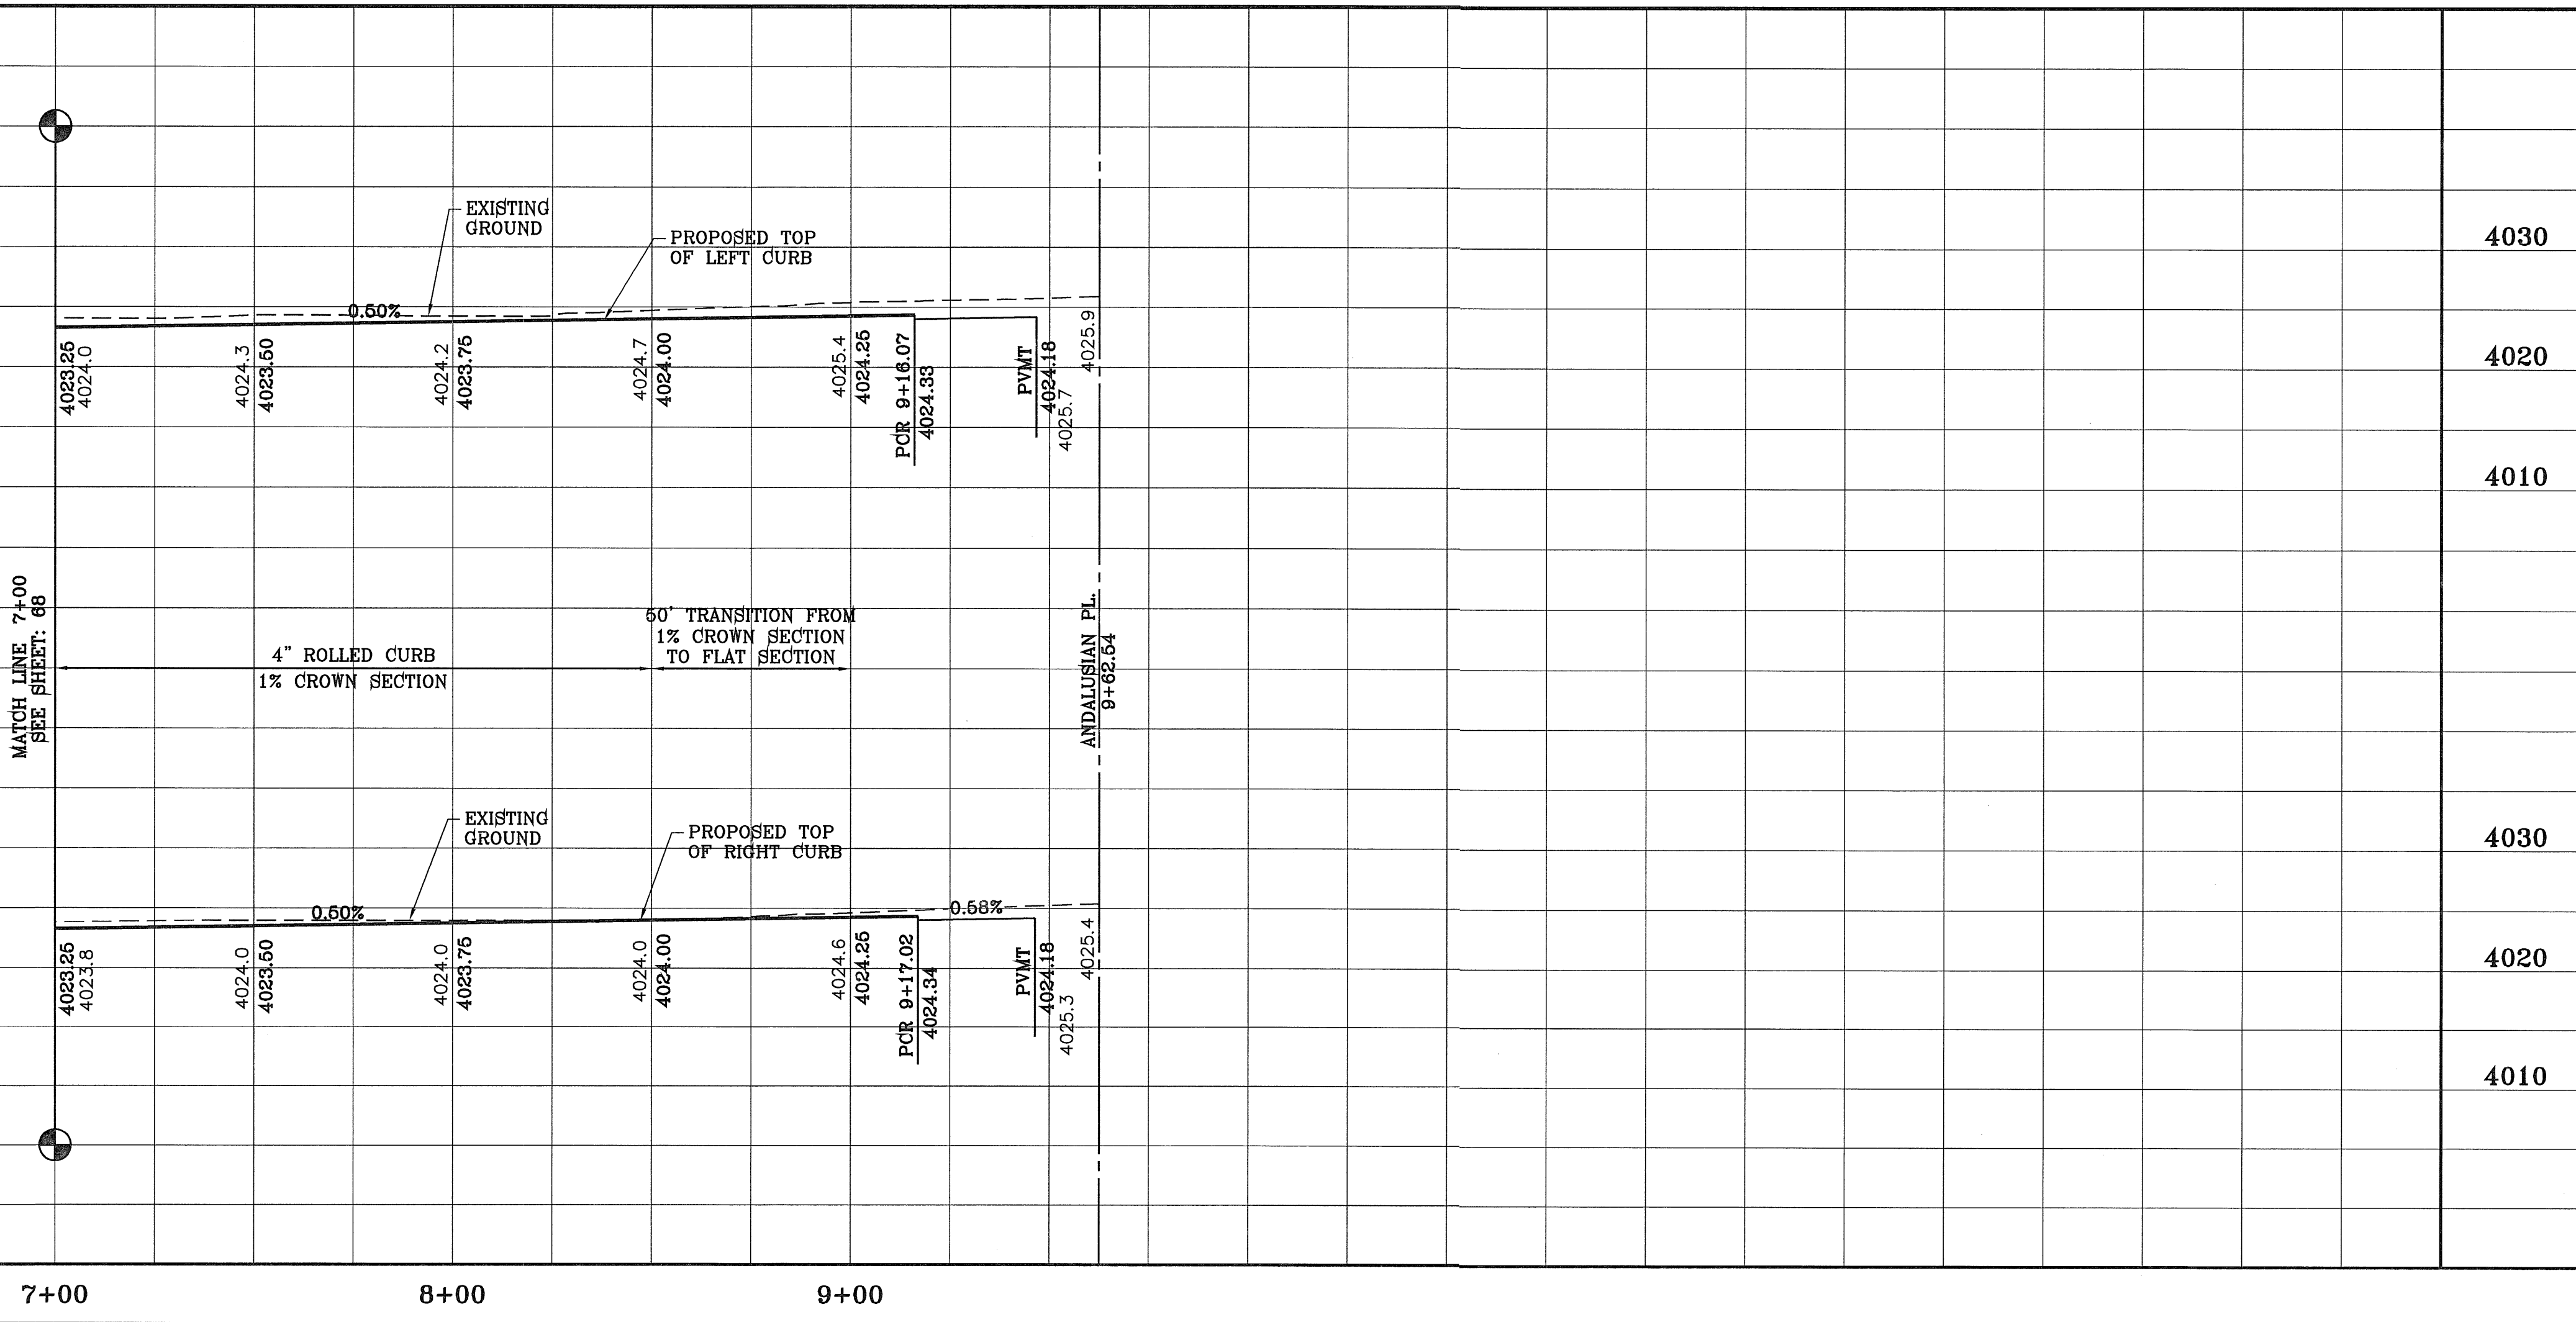 EXISTING
GROUND
PROPOSED TOP
OF LEFT CURB
4030
0.50%
4023.25
4024.0
4024.3
4023.50
4024.2
4023.75
4024.7
4024.00
4025.4
4024.25
PCR 9+16.07
4024.33
PVMT
4024.18
4025.7
4025.9
4020
4010
MATCH LINE 7+00
SEE SHEET: 68
4" ROLLED CURB
1% CROWN SECTION
50' TRANSITION FROM
1% CROWN SECTION
TO FLAT SECTION
ANDALUSIAN PL.
9+62.54
EXISTING
GROUND
PROPOSED TOP
OF RIGHT CURB
4030
0.50%
0.58%
4023.25
4023.8
4024.0
4023.50
4024.0
4023.75
4024.0
4024.00
4024.6
4024.25
PCR 9+17.02
4024.34
PVMT
4024.18
4025.3
4025.4
4020
4010
7+00
8+00
9+00